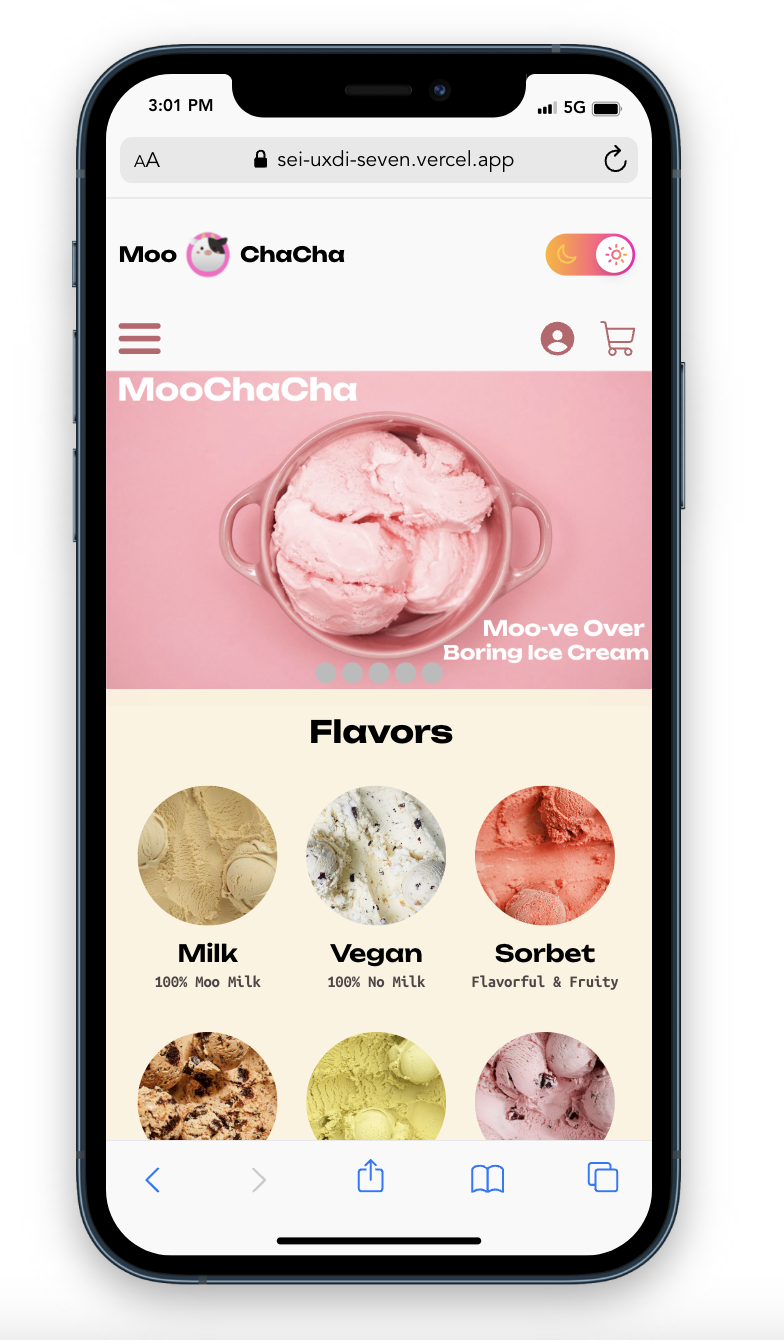 3:01 PM 5G
AA sei-uxdi-seven.vercel.app
Moo ChaCha
MooChaCha
Moo-ve Over
Boring Ice Cream
Flavors
Milk Vegan Sorbet
100% Moo Milk 100% No Milk Flavorful & Fruity